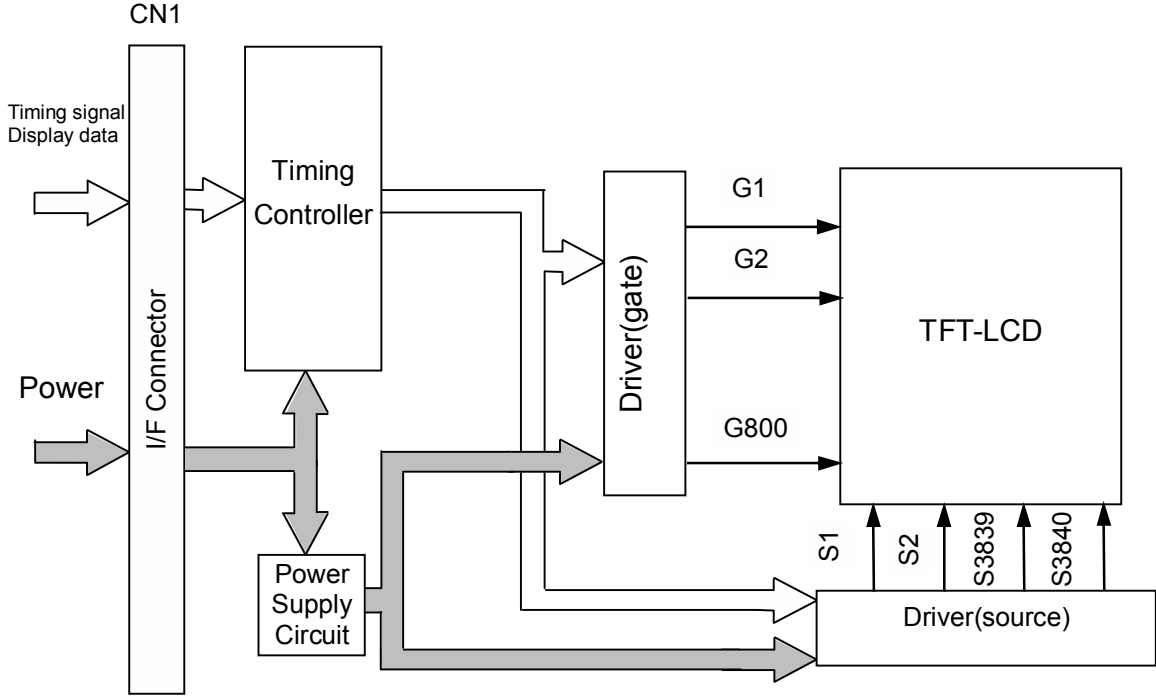 CN1
Timing signal
Display data
Power
I/F Connector
Timing
Controller
Power
Supply
Circuit
Driver(gate)
G1
G2
G800
TFT-LCD
S1
S2
S3839
S3840
Driver(source)